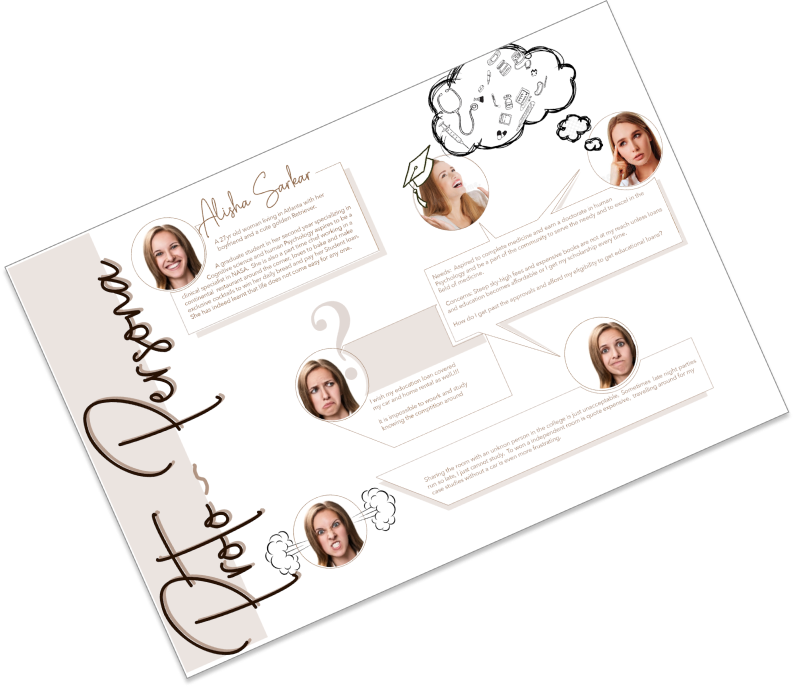 Proto - Persona
Alisha Sarkar
A 27yr old woman living in Atlanta with her
boyfriend and a cute golden Retreiver.
A graduate student in her second year specializing in
Cognitive science and human Psychology aspires to be a
clinical specialist in NASA. She is also a part time chef working in a
continental restaurant around the corner, loves to bake and make
exclusive cocktails to win her daily bread and pay her Student loan.
She has indeed learnt that life does not come easy for any one.
Needs: Aspired to complete medicine and earn a doctorate in human
Psychology and be a part of the community to serve the needy and to excel in the
field of medicine.
Concerns: Steep sky-high fees and expensive books are not at my reach unless loans
and education becomes affordable or I get my scholarship every time.
How do I get past the approvals and afford my eligibility to get educational loans?
?
I wish my education loan covered
my car and home rental as well.!!!
It is impossible to woork and study
knowing the compition around
Sharing the room with an unknon person in the college is just unacceptable. Sometimes late night parties
run so late, I just cannot study. To won a independent room is quite expensive. travelling around for my
case studies without a car is even more frustrating.